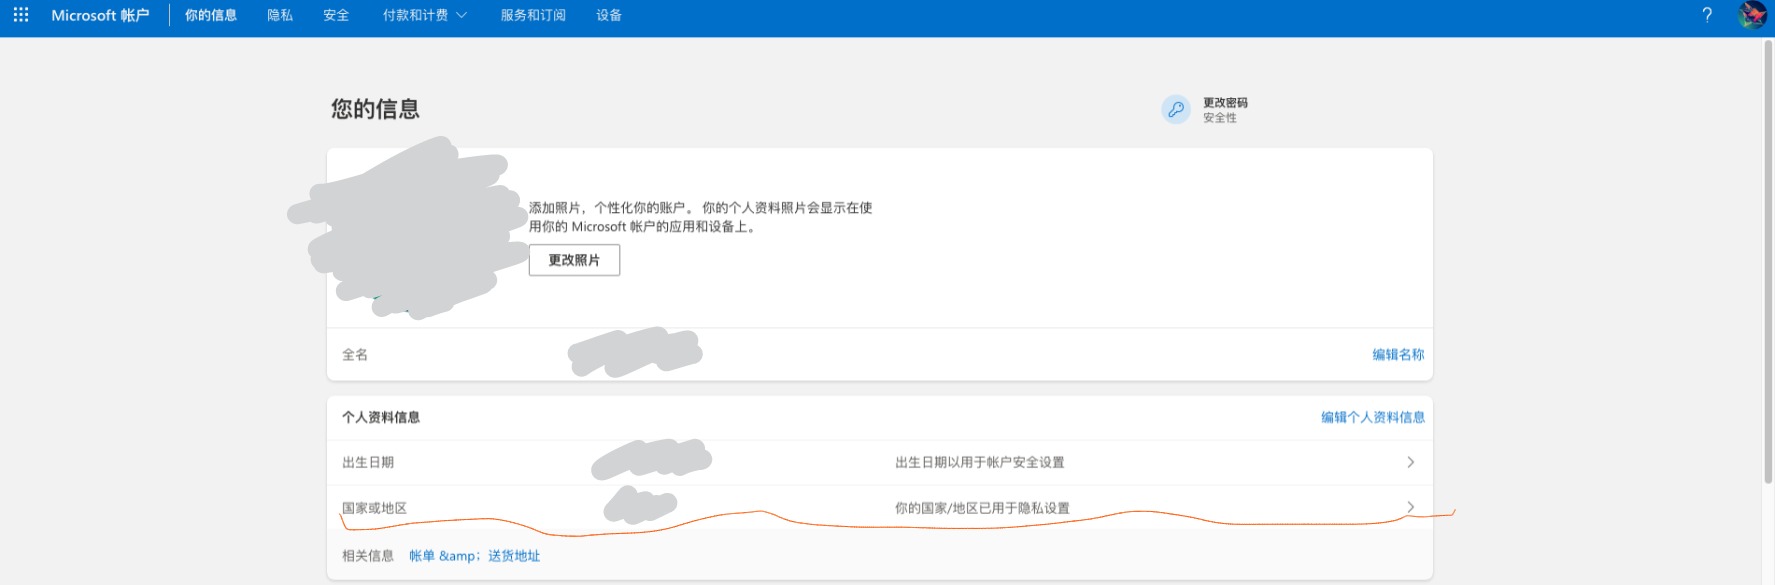 Microsoft 帐户 你的信息 隐私 安全 付款和计费 服务和订阅 设备 ?
您的信息
更改密码
安全性
添加照片，个性化你的账户。 你的个人资料照片会显示在使
用你的 Microsoft 帐户的应用和设备上。
更改照片
全名 编辑名称
个人资料信息 编辑个人资料信息
出生日期 出生日期以用于帐户安全设置
国家或地区 你的国家/地区已用于隐私设置
相关信息 帐单 &amp; 送货地址